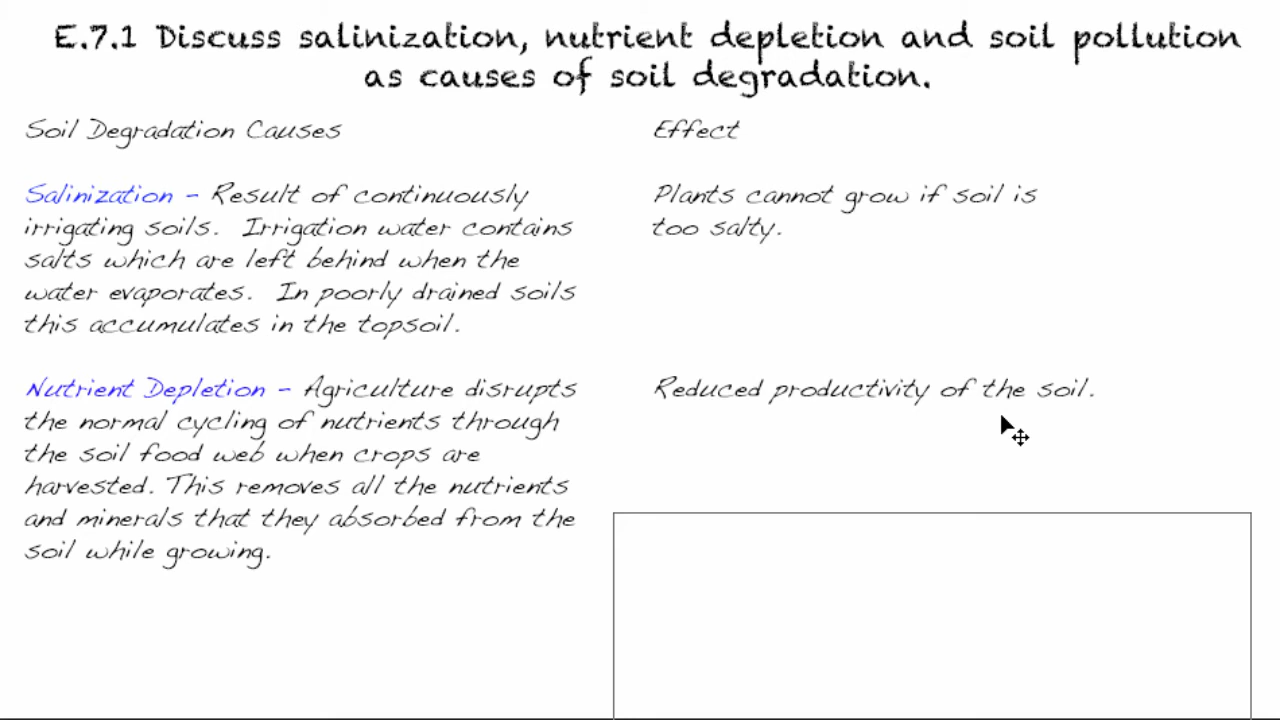 E.7.1 Discuss salinization, nutrient depletion and soil pollution
as causes of soil degradation.
Soil Degradation Causes
Effect
Salinization - Result of continuously
irrigating soils. Irrigation water contains
salts which are left behind when the
water evaporates. In poorly drained soils
this accumulates in the topsoil.
Plants cannot grow if soil is
too salty.
Nutrient Depletion - Agriculture disrupts
the normal cycling of nutrients through
the soil food web when crops are
harvested. This removes all the nutrients
and minerals that they absorbed from the
soil while growing.
Reduced productivity of the soil.